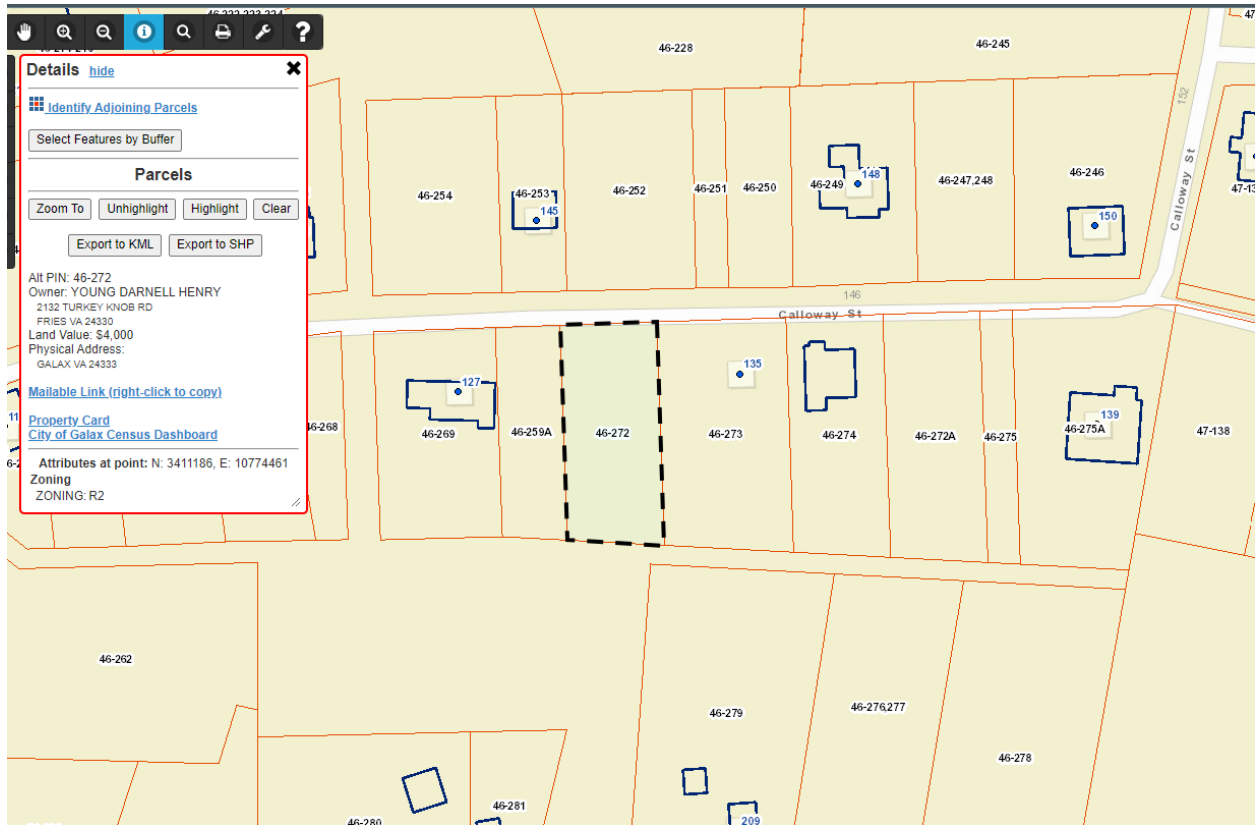 46-222,223,224
47
46-228
46-245
Details hide
Identify Adjoining Parcels
Select Features by Buffer
Parcels
Zoom To Unhighlight Highlight Clear
Export to KML Export to SHP
Alt PIN: 46-272
Owner: YOUNG DARNELL HENRY
2132 TURKEY KNOB RD
FRIES VA 24330
Land Value: $4,000
Physical Address:
GALAX VA 24333
Mailable Link (right-click to copy)
Property Card
City of Galax Census Dashboard
Attributes at point: N: 3411186, E: 10774461
Zoning
ZONING: R2
152
Calloway St
46-254
46-253
145
46-252
46-251
46-250
46-249
148
46-247,248
46-246
150
47-13
146
Calloway St
46-268
127
46-269
46-259A
46-272
135
46-273
46-274
46-272A
46-275
139
46-275A
47-138
46-262
46-279
46-276,277
46-278
46-280
46-281
209